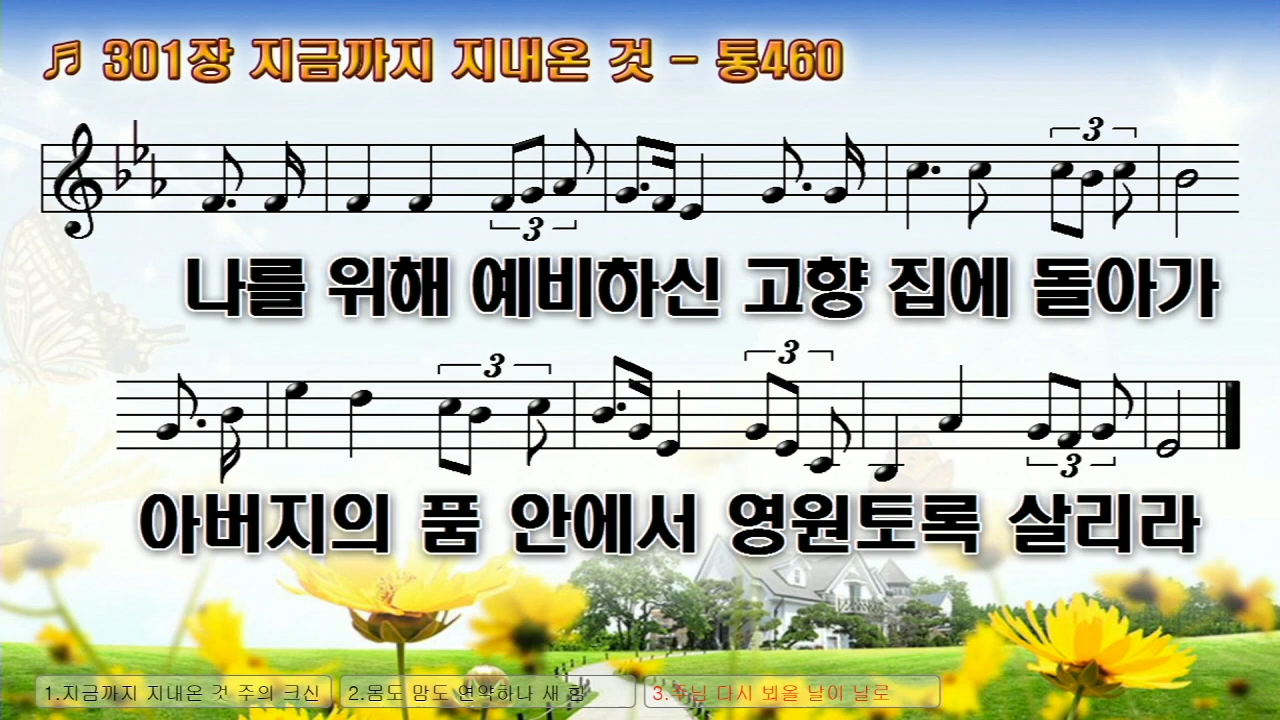 ♬ 301장 지금까지 지내온 것 - 통460
3
3
나를 위해 예비하신 고향 집에 돌아가
3 3
3
아버지의 품 안에서 영원토록 살리라
1.지금까지 지내온 것 주의 크신 2.몸도 맘도 연약하나 새 힘 3.주님 다시 뵈올 날이 날로